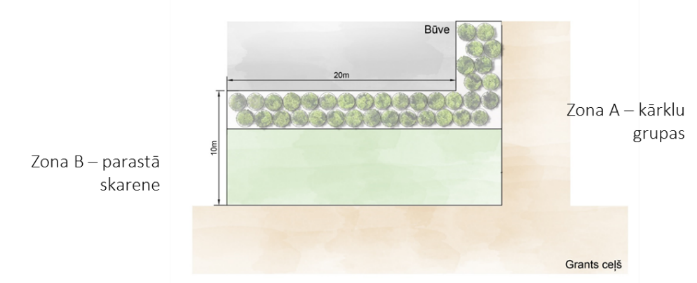 Būve
20m
Zona A – kārklu
grupas
10m
Zona B – parastā
skarene
Grants ceļš